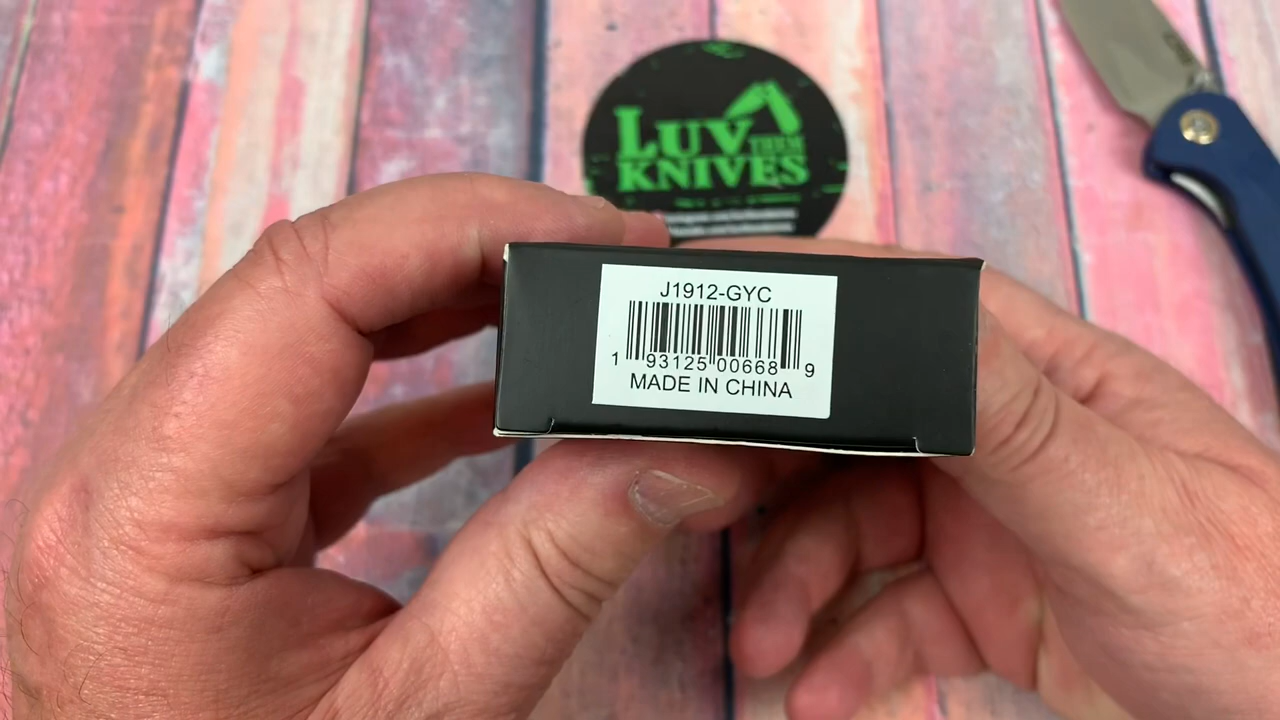 LUV THEM
KNIVES
J1912-GYC
1 93125 00668 9
MADE IN CHINA